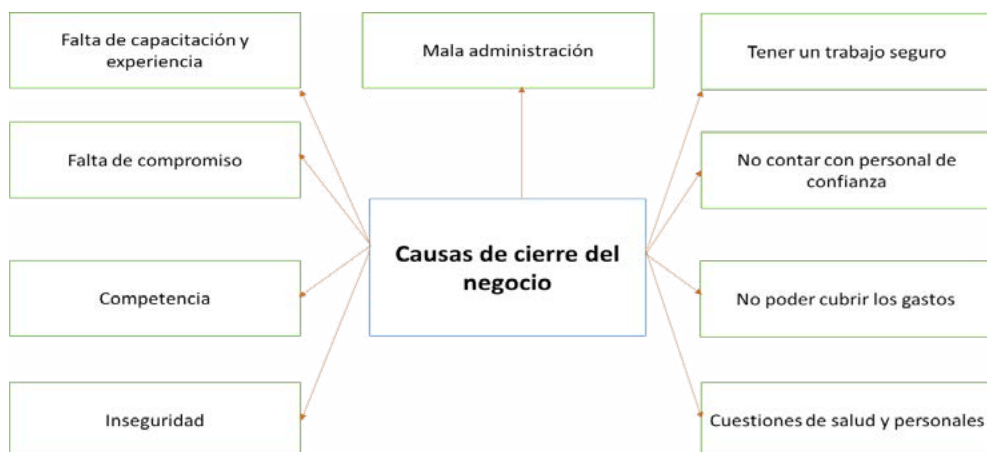 Falta de capacitación y
experiencia
Mala administración
Tener un trabajo seguro
Falta de compromiso
No contar con personal de
confianza
Causas de cierre del
negocio
Competencia
No poder cubrir los gastos
Inseguridad
Cuestiones de salud y personales